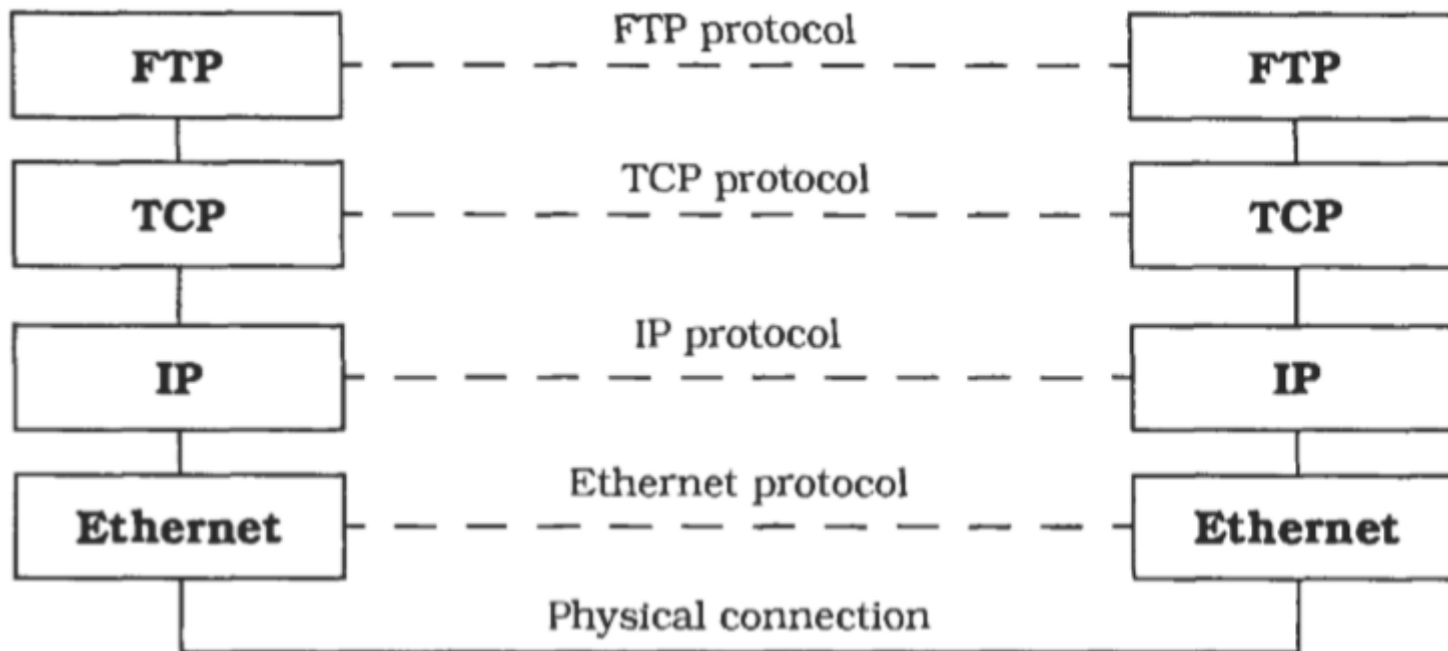 FTP protocol
FTP
FTP
TCP protocol
TCP
TCP
IP protocol
IP
IP
Ethernet protocol
Ethernet
Ethernet
Physical connection